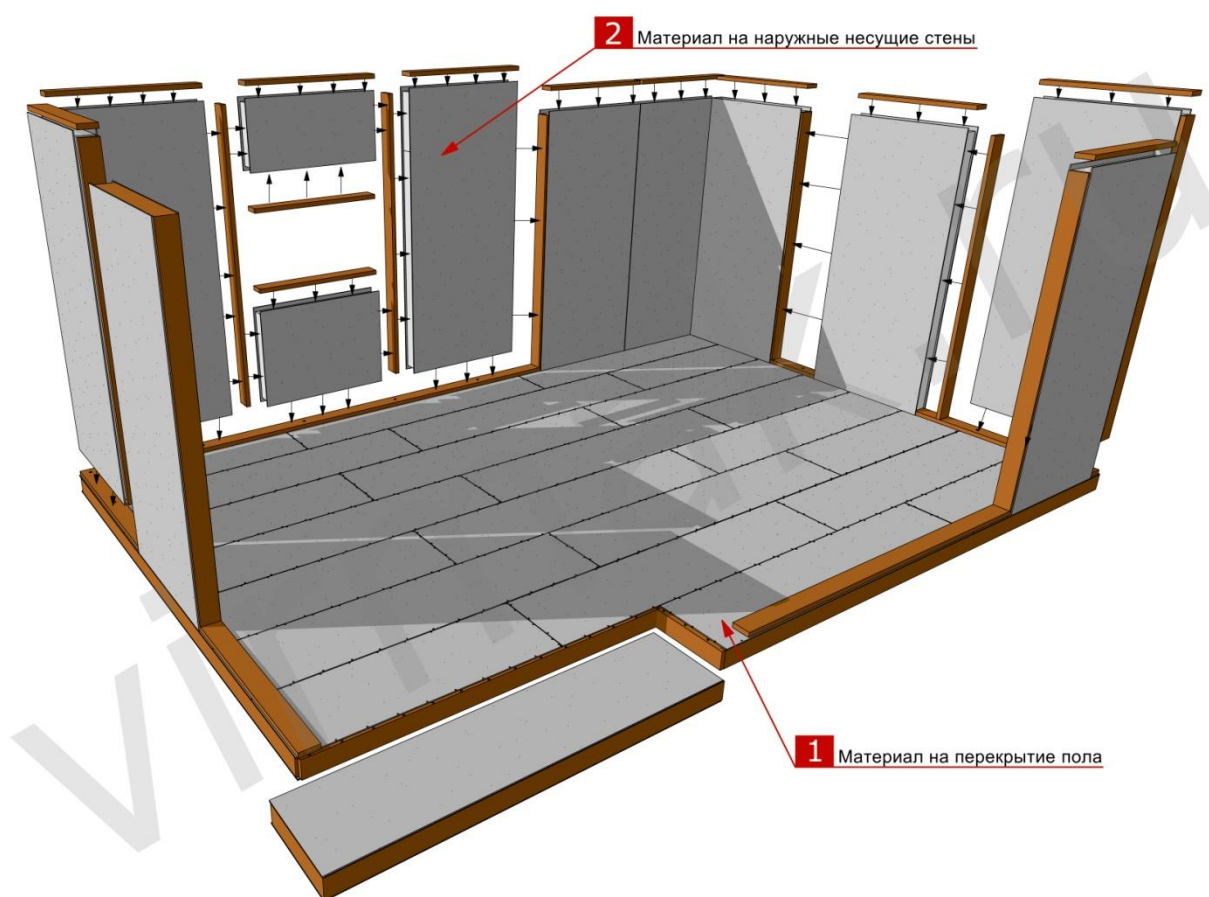 2 Материал на наружные несущие стены
1 Материал на перекрытие пола